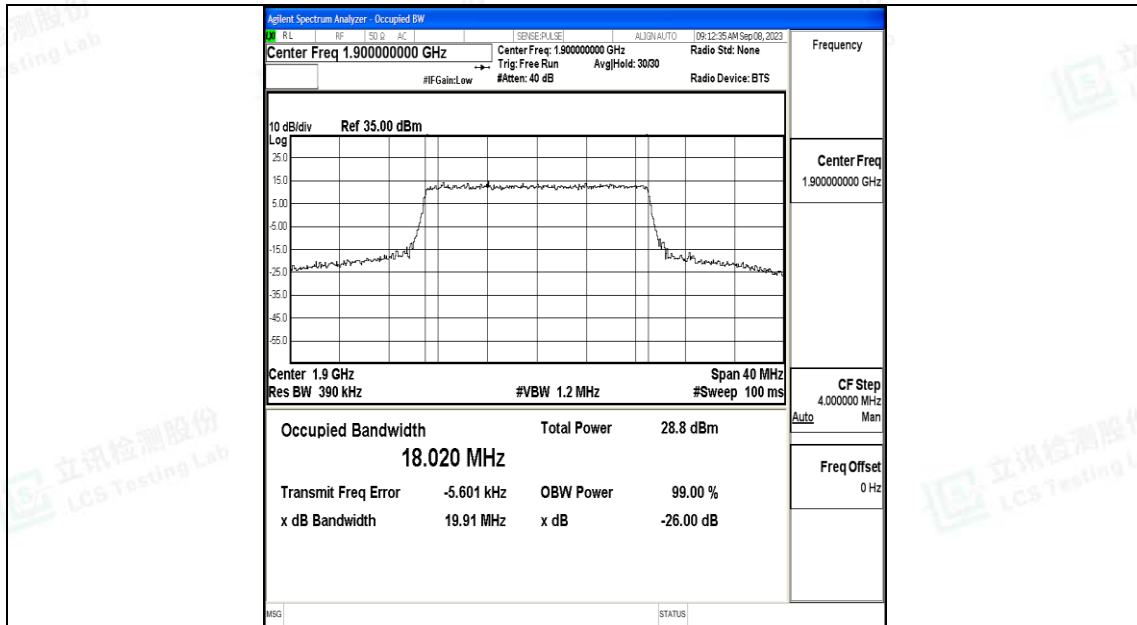 Agilent Spectrum Analyzer - Occupied BW
LXI RL RF 50 Ω AC SENSE:PULSE ALIGN AUTO 09:12:35 AM Sep 08, 2023
Center Freq 1.900000000 GHz
Center Freq: 1.900000000 GHz
Radio Std: None
Trig: Free Run Avg|Hold: 30/30
#IFGain:Low
#Atten: 40 dB
Radio Device: BTS
10 dB/div Ref 35.00 dBm
Log
25.0
15.0
5.00
-5.00
-15.0
-25.0
-35.0
-45.0
-55.0
Center 1.9 GHz Span 40 MHz
Res BW 390 kHz #VBW 1.2 MHz #Sweep 100 ms
Occupied Bandwidth Total Power 28.8 dBm
18.020 MHz
Transmit Freq Error -5.601 kHz OBW Power 99.00 %
x dB Bandwidth 19.91 MHz x dB -26.00 dB
MSG STATUS
Frequency
Center Freq
1.900000000 GHz
CF Step
4.000000 MHz
Auto Man
Freq Offset
0 Hz
立讯检测股份
LCS Testing Lab
立讯检测股份
LCS Testing L